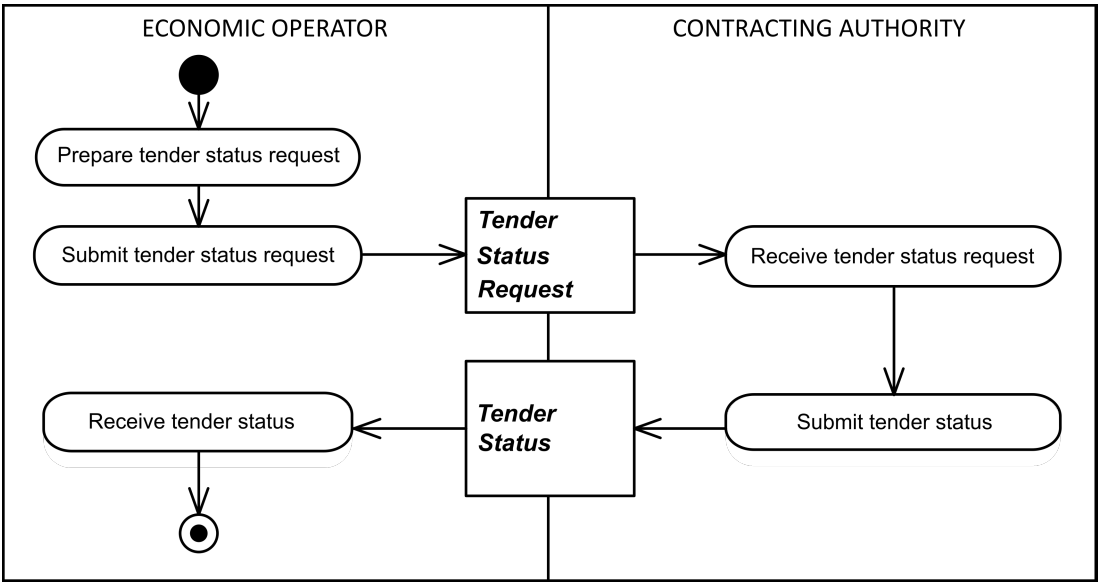 ECONOMIC OPERATOR
CONTRACTING AUTHORITY
Prepare tender status request
Submit tender status request
Tender
Status
Request
Receive tender status request
Receive tender status
Tender
Status
Submit tender status